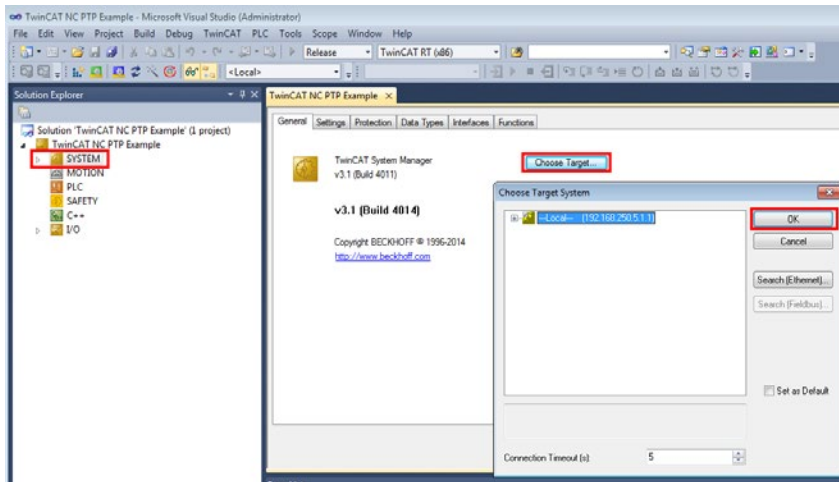 TwinCAT NC PTP Example - Microsoft Visual Studio (Administrator)
File Edit View Project Build Debug TwinCAT PLC Tools Scope Window Help
Release TwinCAT RT (x86)
<Local>
Solution Explorer
TwinCAT NC PTP Example
General Settings Protection Data Types Interfaces Functions
Solution 'TwinCAT NC PTP Example' (1 project)
TwinCAT NC PTP Example
SYSTEM
MOTION
PLC
SAFETY
C++
I/O
TwinCAT System Manager
v3.1 (Build 4011)
Choose Target...
v3.1 (Build 4014)
Copyright BECKHOFF © 1996-2014
http://www.beckhoff.com
Choose Target System
--Local-- (192.168.250.5.1.1)
OK
Cancel
Search (Ethernet)...
Search (Fieldbus)...
Set as Default
Connection Timeout (s): 5